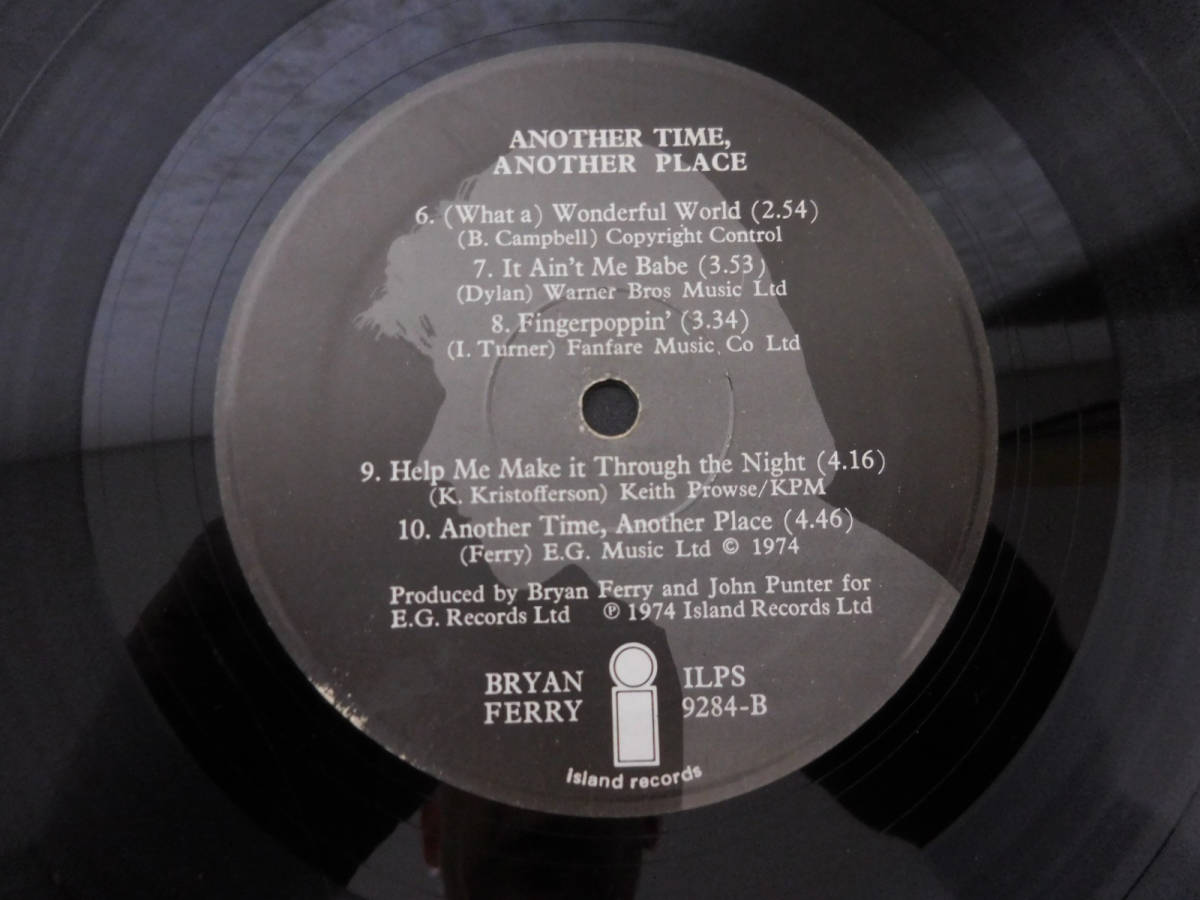 ANOTHER TIME,
ANOTHER PLACE
6. (What a) Wonderful World (2.54)
(B. Campbell) Copyright Control
7. It Ain't Me Babe (3.53)
(Dylan) Warner Bros Music Ltd
8. Fingerpoppin' (3.34)
(I. Turner) Fanfare Music Co Ltd
9. Help Me Make it Through the Night (4.16)
(K. Kristofferson) Keith Prowse/KPM
10. Another Time, Another Place (4.46)
(Ferry) E.G. Music Ltd © 1974
Produced by Bryan Ferry and John Punter for
E.G. Records Ltd ℗ 1974 Island Records Ltd
BRYAN
FERRY
ILPS
9284-B
island records